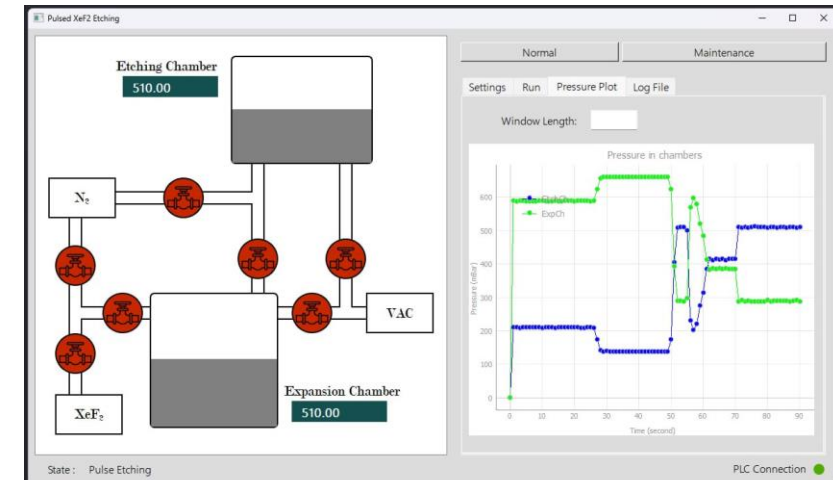 Pulsed XeF2 Etching
Etching Chamber
510.00
N₂
VAC
XeF₂
Expansion Chamber
510.00
State : Pulse Etching
Normal
Maintenance
Settings Run Pressure Plot Log File
Window Length:
Pressure in chambers
ExpCh
Pressure (mBar)
600
500
400
300
200
100
0
0 10 20 30 40 50 60 70 80 90
Time (second)
PLC Connection